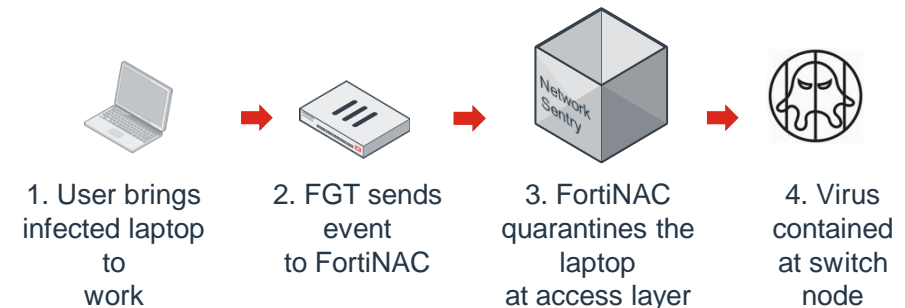 Network
Sentry
1. User brings
infected laptop
to
work
2. FGT sends
event
to FortiNAC
3. FortiNAC
quarantines the
laptop
at access layer
4. Virus
contained
at switch
node